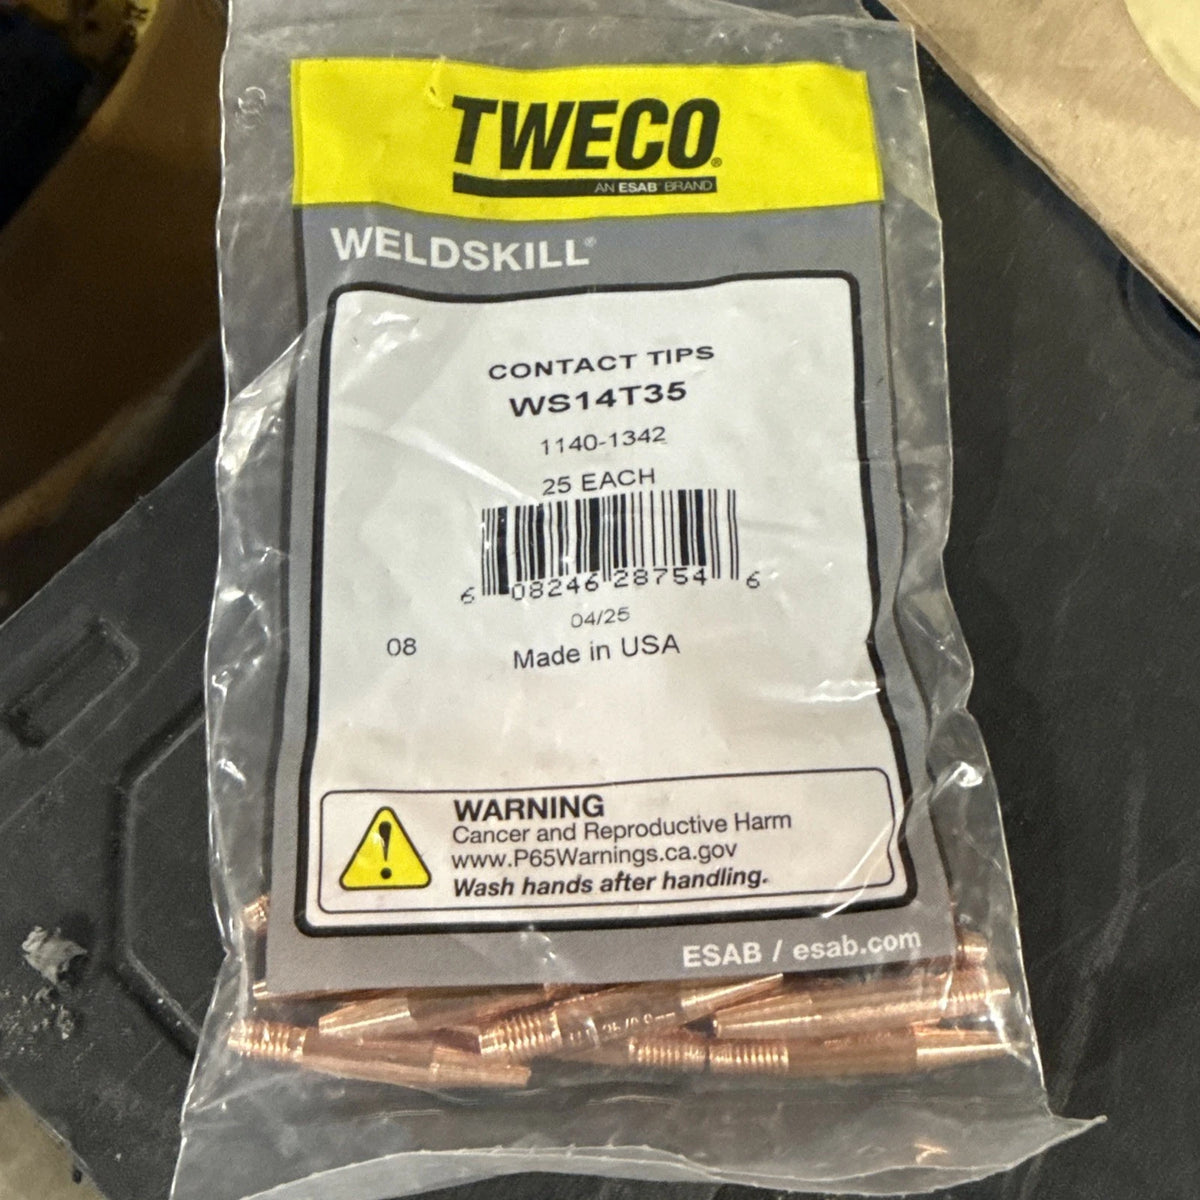 TWECO®
AN ESAB® BRAND
WELDSKILL®
CONTACT TIPS
WS14T35
1140-1342
25 EACH
6 08246 28754 6
04/25
08
Made in USA
WARNING
Cancer and Reproductive Harm
www.P65Warnings.ca.gov
Wash hands after handling.
ESAB / esab.com